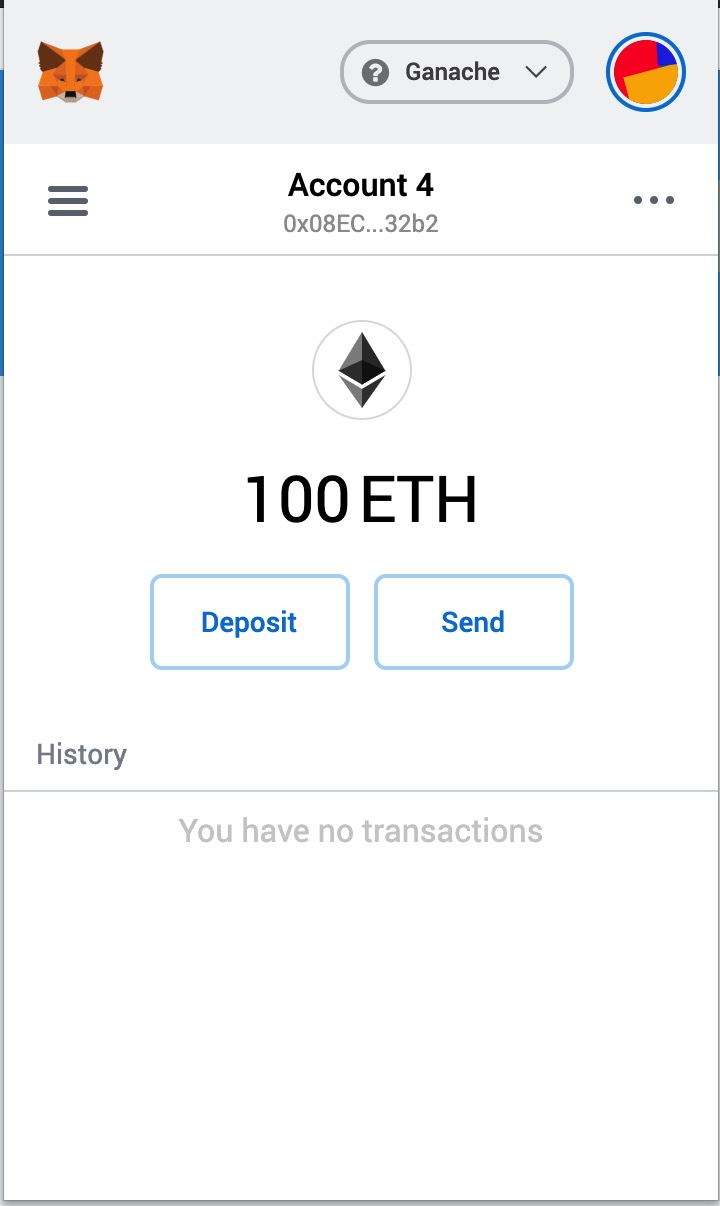 Ganache
Account 4
0x08EC...32b2
100 ETH
Deposit
Send
History
You have no transactions